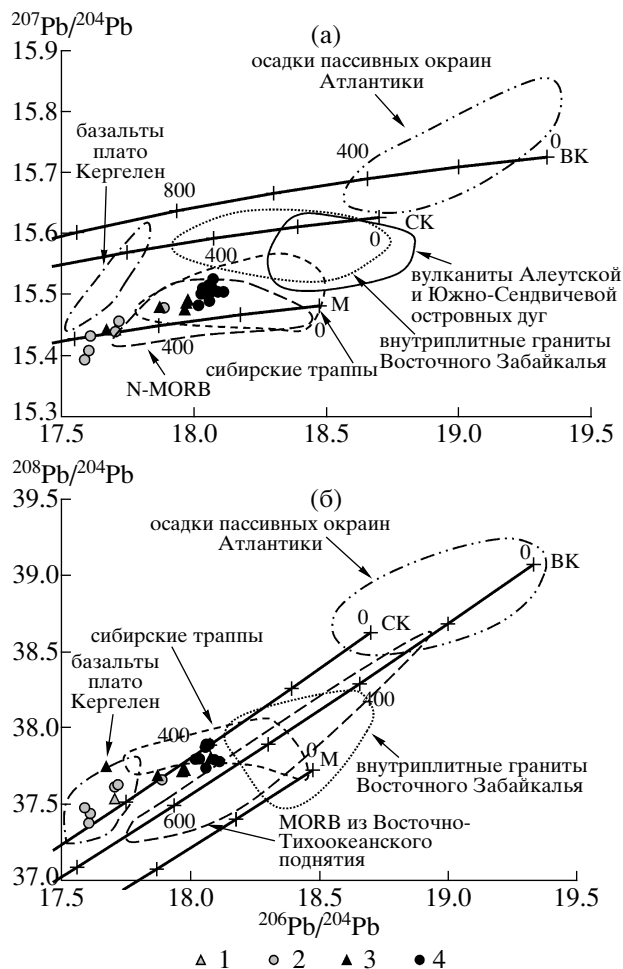 ²⁰⁷Pb/²⁰⁴Pb
(а)
15.9
осадки пассивных окраин
Атлантики
15.8
базальты
плато
Кергелен
400
0
15.7
ВК
800
15.6
СК
400
0
вулканиты Алеутской
и Южно-Сендвичевой
островных дуг
15.5
М
400
0
15.4
внутриплитные граниты
Восточного Забайкалья
сибирские траппы
N-MORB
15.3
17.5
18.0
18.5
19.0
19.5
²⁰⁸Pb/²⁰⁴Pb
(б)
39.5
осадки пассивных окраин
Атлантики
0
39.0
ВК
0
СК
сибирские траппы
38.5
базальты
плато
Кергелен
400
400
38.0
0
М
внутриплитные граниты
Восточного Забайкалья
37.5
600
MORB из Восточно-
Тихоокеанского
поднятия
37.0
17.5
18.0
18.5
19.0
19.5
²⁰⁶Pb/²⁰⁴Pb
1
2
3
4